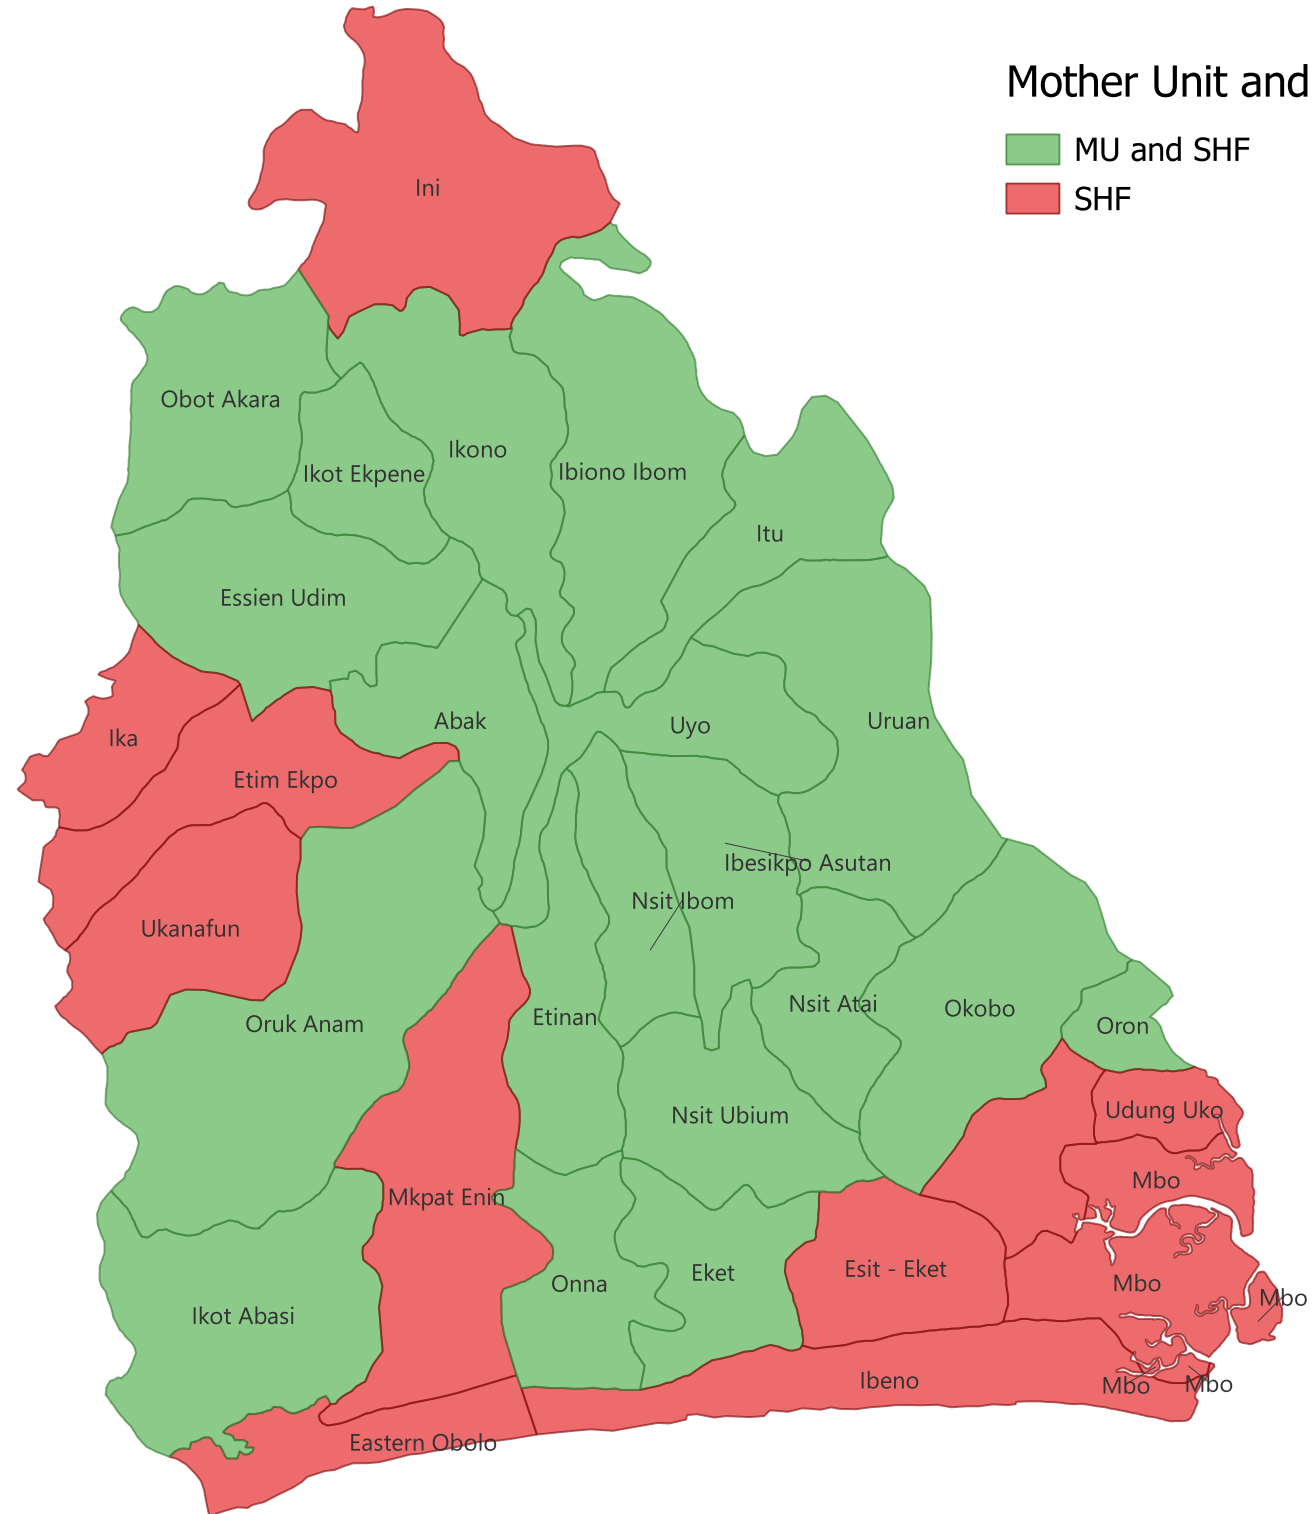 Mother Unit and
MU and SHF
SHF
Ini
Obot Akara
Ikono
Ikot Ekpene
Ibiono Ibom
Itu
Essien Udim
Abak
Uyo
Uruan
Ika
Etim Ekpo
Ibesikpo Asutan
Nsit Ibom
Ukanafun
Nsit Atai
Okobo
Etinan
Oruk Anam
Oron
Nsit Ubium
Udung Uko
Mbo
Mkpat Enin
Esit - Eket
Eket
Onna
Mbo
Mbo
Ikot Abasi
Ibeno
Mbo
Mbo
Eastern Obolo